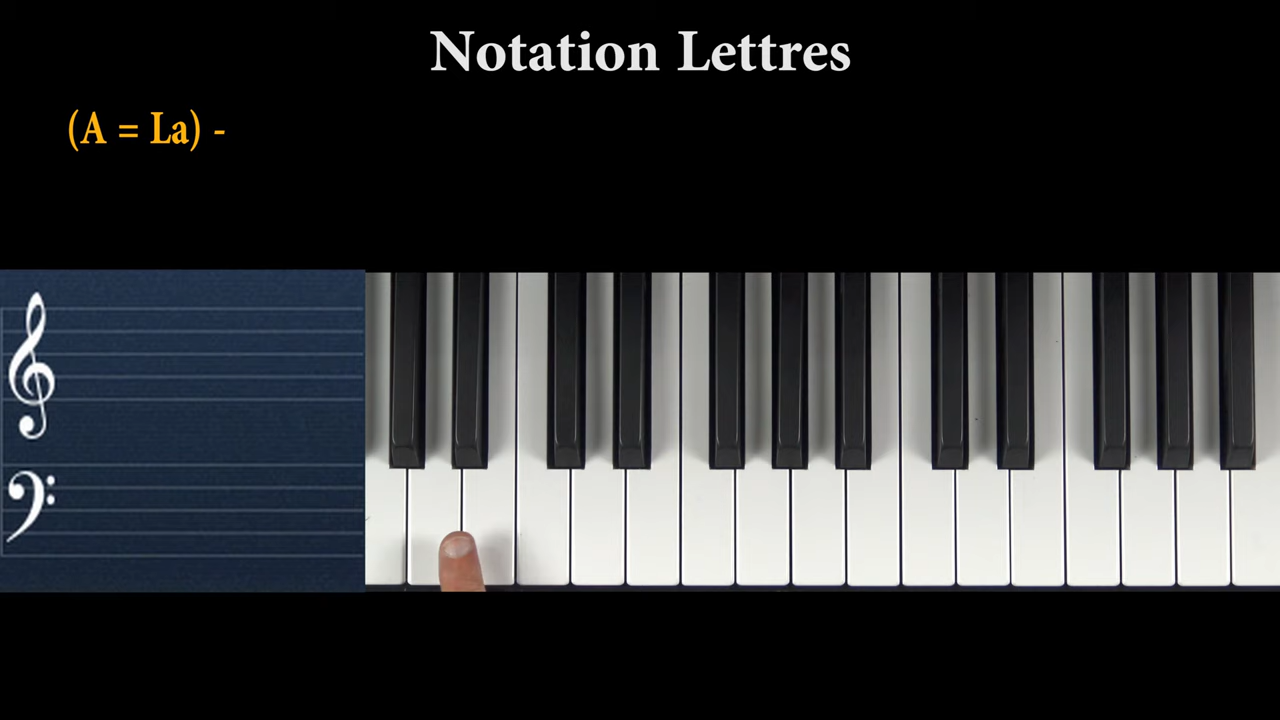 Notation Lettres
(A = La) -